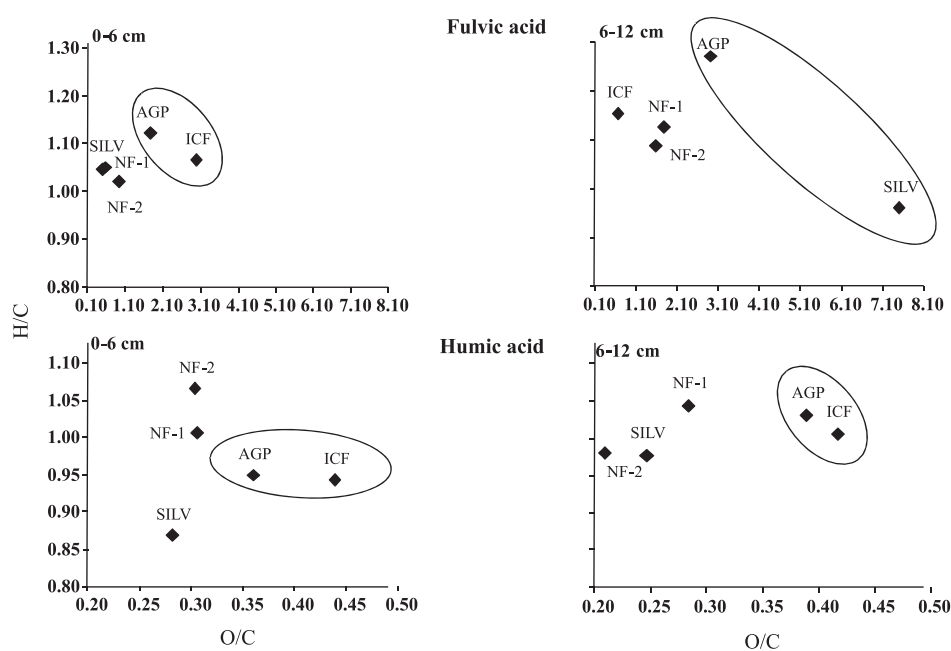 Fulvic acid
0-6 cm
1.30
1.20
1.10
1.00
0.90
0.80
AGP
ICF
SILV
NF-1
NF-2
0.10 1.10 2.10 3.10 4.10 5.10 6.10 7.10 8.10
6-12 cm
AGP
ICF
NF-1
NF-2
SILV
0.10 1.10 2.10 3.10 4.10 5.10 6.10 7.10 8.10
H/C
Humic acid
0-6 cm
1.10
1.05
1.00
0.95
0.90
0.85
0.80
NF-2
NF-1
AGP
ICF
SILV
0.20 0.25 0.30 0.35 0.40 0.45 0.50
O/C
6-12 cm
NF-1
AGP
ICF
SILV
NF-2
0.20 0.25 0.30 0.35 0.40 0.45 0.50
O/C